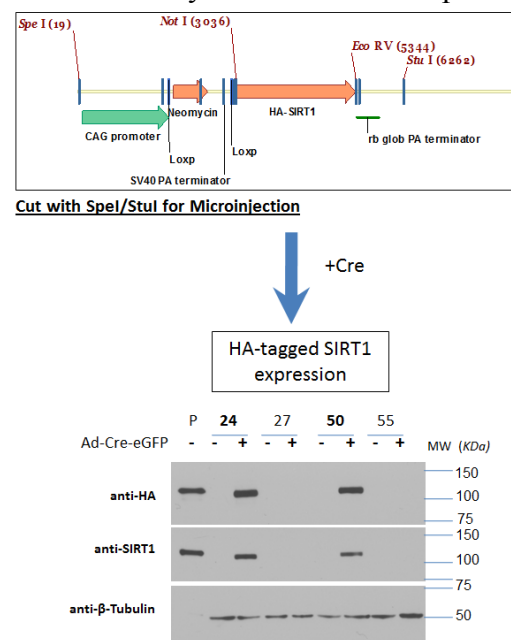 Spe I (19)
Not I (3036)
Eco RV (5344)
Stu I (6262)
Neomycin
HA-SIRT1
CAG promoter
Loxp
Loxp
rb glob PA terminator
SV40 PA terminator
Cut with SpeI/StuI for Microinjection
+Cre
HA-tagged SIRT1
expression
P 24 27 50 55
Ad-Cre-eGFP - - + - + - + - + MW (KDa)
anti-HA
150
100
75
anti-SIRT1
150
100
75
anti-β-Tubulin
50